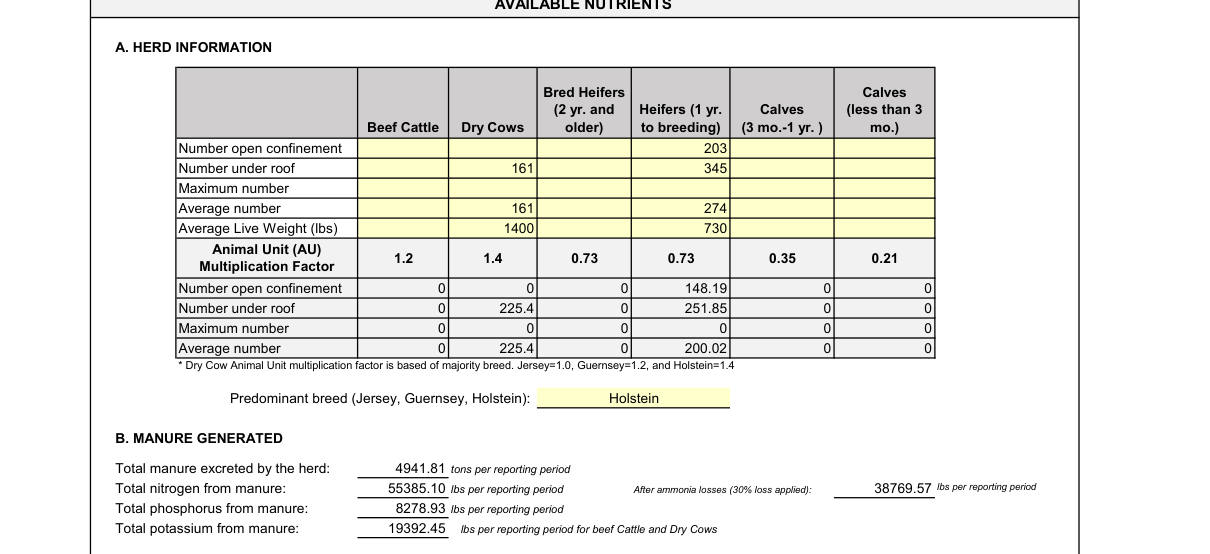 AVAILABLE NUTRIENTS
A. HERD INFORMATION
Beef Cattle Dry Cows Bred Heifers (2 yr. and older) Heifers (1 yr. to breeding) Calves (3 mo.-1 yr. ) Calves (less than 3 mo.)
Number open confinement 203
Number under roof 161 345
Maximum number
Average number 161 274
Average Live Weight (lbs) 1400 730
Animal Unit (AU) Multiplication Factor 1.2 1.4 0.73 0.73 0.35 0.21
Number open confinement 0 0 0 148.19 0 0
Number under roof 0 225.4 0 251.85 0 0
Maximum number 0 0 0 0 0 0
Average number 0 225.4 0 200.02 0 0
* Dry Cow Animal Unit multiplication factor is based of majority breed. Jersey=1.0, Guernsey=1.2, and Holstein=1.4
Predominant breed (Jersey, Guernsey, Holstein): Holstein
B. MANURE GENERATED
Total manure excreted by the herd: 4941.81 tons per reporting period
Total nitrogen from manure: 55385.10 lbs per reporting period After ammonia losses (30% loss applied): 38769.57 lbs per reporting period
Total phosphorus from manure: 8278.93 lbs per reporting period
Total potassium from manure: 19392.45 lbs per reporting period for beef Cattle and Dry Cows